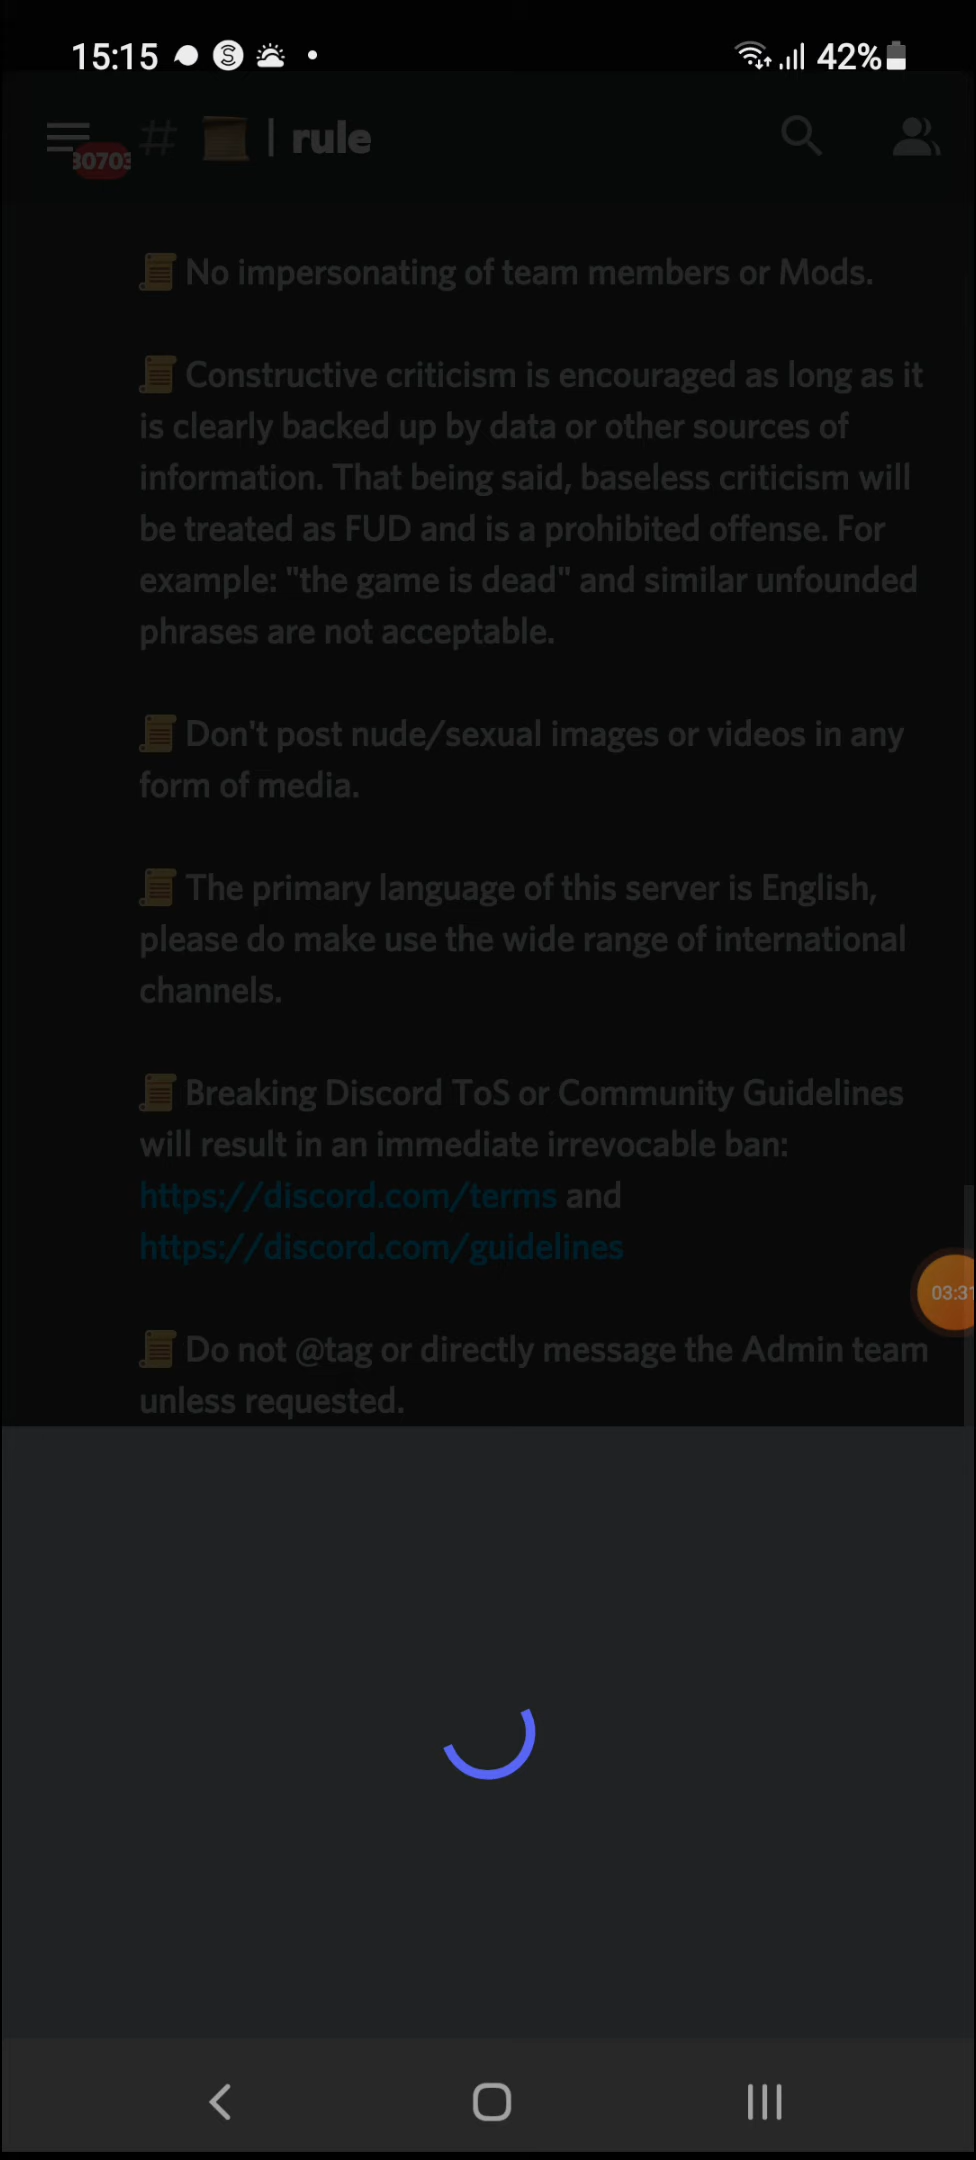 15:15
42%
# | rule
30703
No impersonating of team members or Mods.
Constructive criticism is encouraged as long as it
is clearly backed up by data or other sources of
information. That being said, baseless criticism will
be treated as FUD and is a prohibited offense. For
example: "the game is dead" and similar unfounded
phrases are not acceptable.
Don't post nude/sexual images or videos in any
form of media.
The primary language of this server is English,
please do make use the wide range of international
channels.
Breaking Discord ToS or Community Guidelines
will result in an immediate irrevocable ban:
https://discord.com/terms and
https://discord.com/guidelines
03:31
Do not @tag or directly message the Admin team
unless requested.